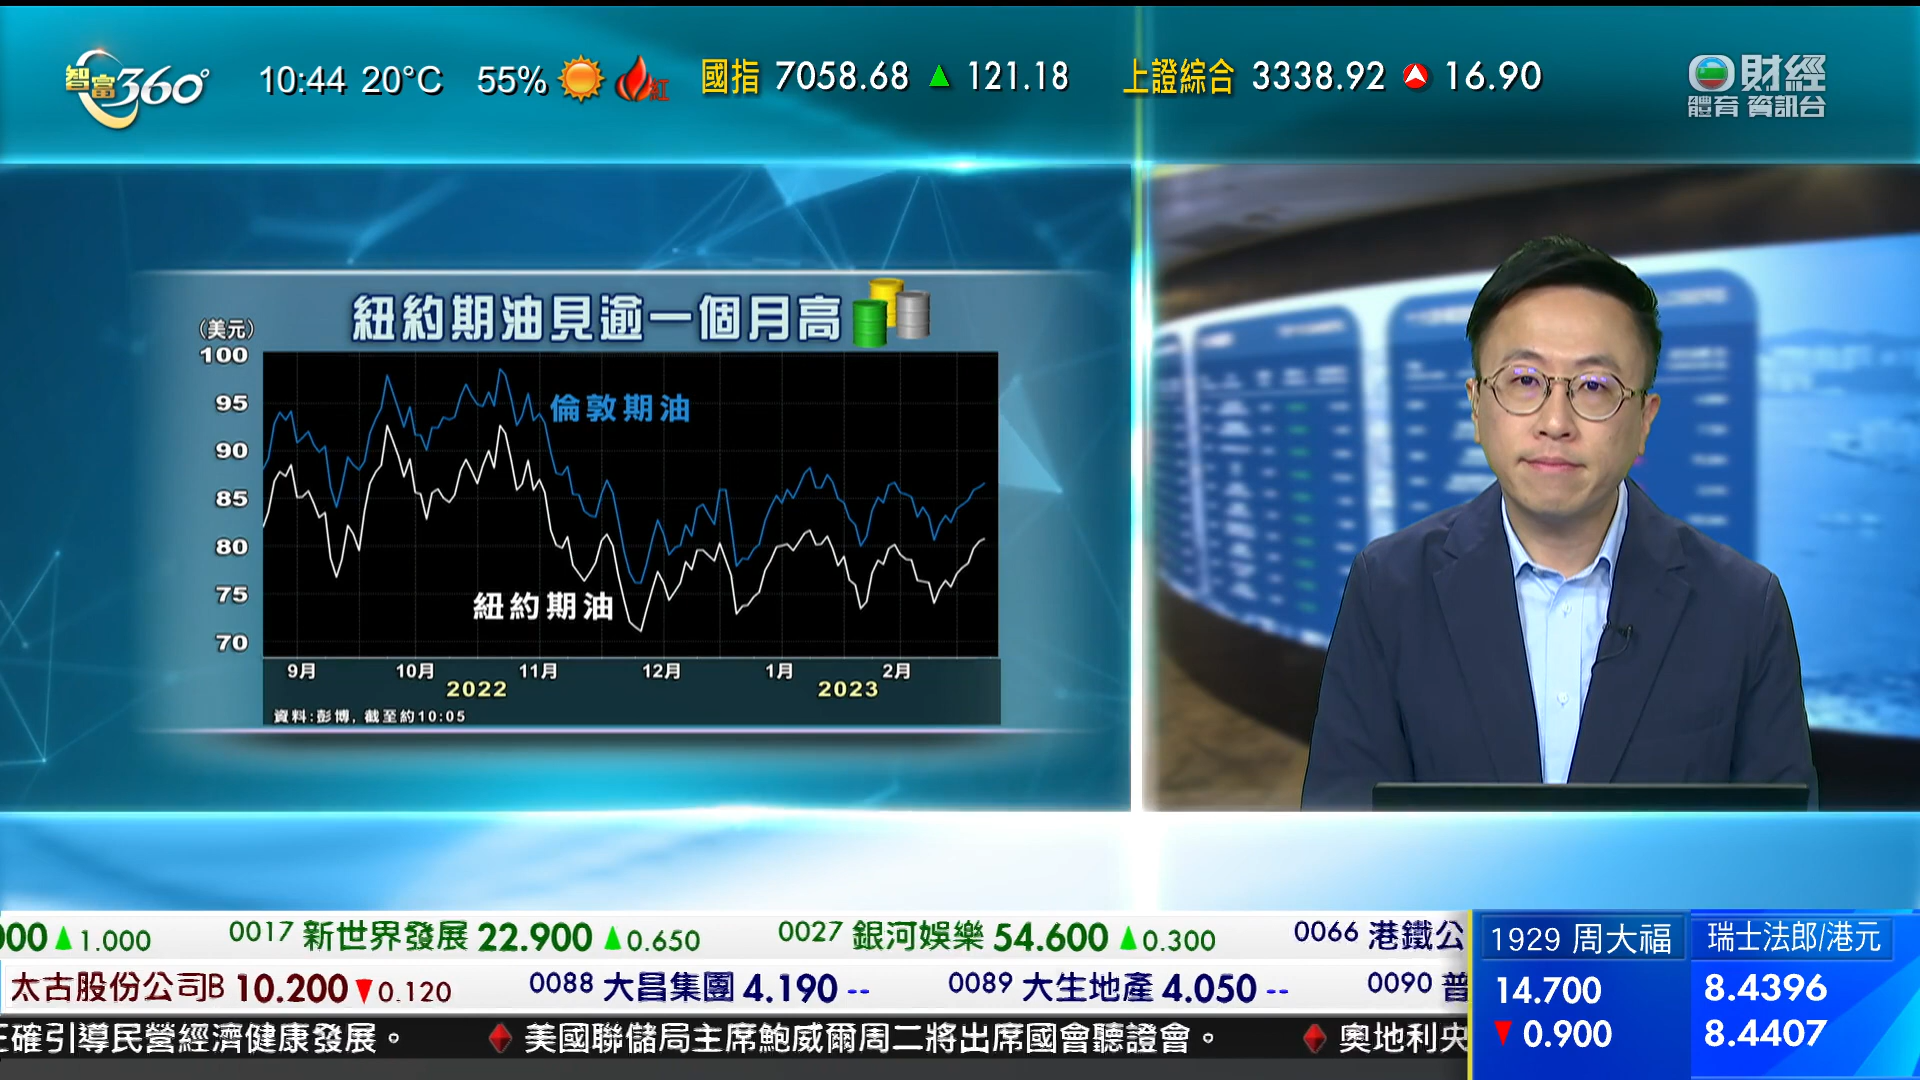 智富360°
10:44 20°C 55% 紅 國指 7058.68 ▲ 121.18 上證綜合 3338.92 16.90
財經
體育 資訊台
紐約期油見逾一個月高
(美元)
100
95
90
85
80
75
70
倫敦期油
紐約期油
9月 10月 11月 12月 1月 2月
2022 2023
資料:彭博, 截至約10:05
00 ▲ 1.000 0017 新世界發展 22.900 ▲ 0.650 0027 銀河娛樂 54.600 ▲ 0.300 0066 港鐵公
太古股份公司B 10.200 ▼ 0.120 0088 大昌集團 4.190 -- 0089 大生地產 4.050 -- 0090 普
正確引導民營經濟健康發展。 ♦ 美國聯儲局主席鮑威爾周二將出席國會聽證會。 ♦ 奧地利央
1929 周大福
14.700
▼ 0.900
瑞士法郎/港元
8.4396
8.4407